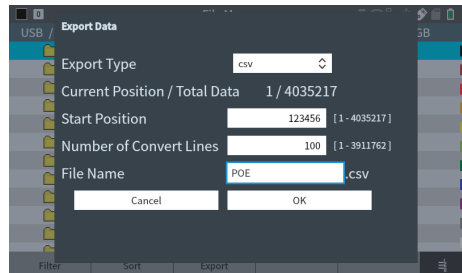 0
USB /
GB
Export Data
Export Type csv
Current Position / Total Data 1 / 4035217
Start Position 123456 [ 1 - 4035217 ]
Number of Convert Lines 100 [ 1 - 3911762 ]
File Name POE .csv
Cancel OK
Filter Sort Export